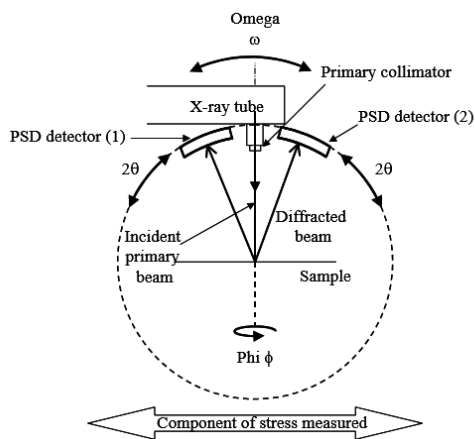 Omega
ω
Primary collimator
X-ray tube
PSD detector (1)
PSD detector (2)
2θ
2θ
Incident
primary
beam
Diffracted
beam
Sample
Phi ϕ
Component of stress measured